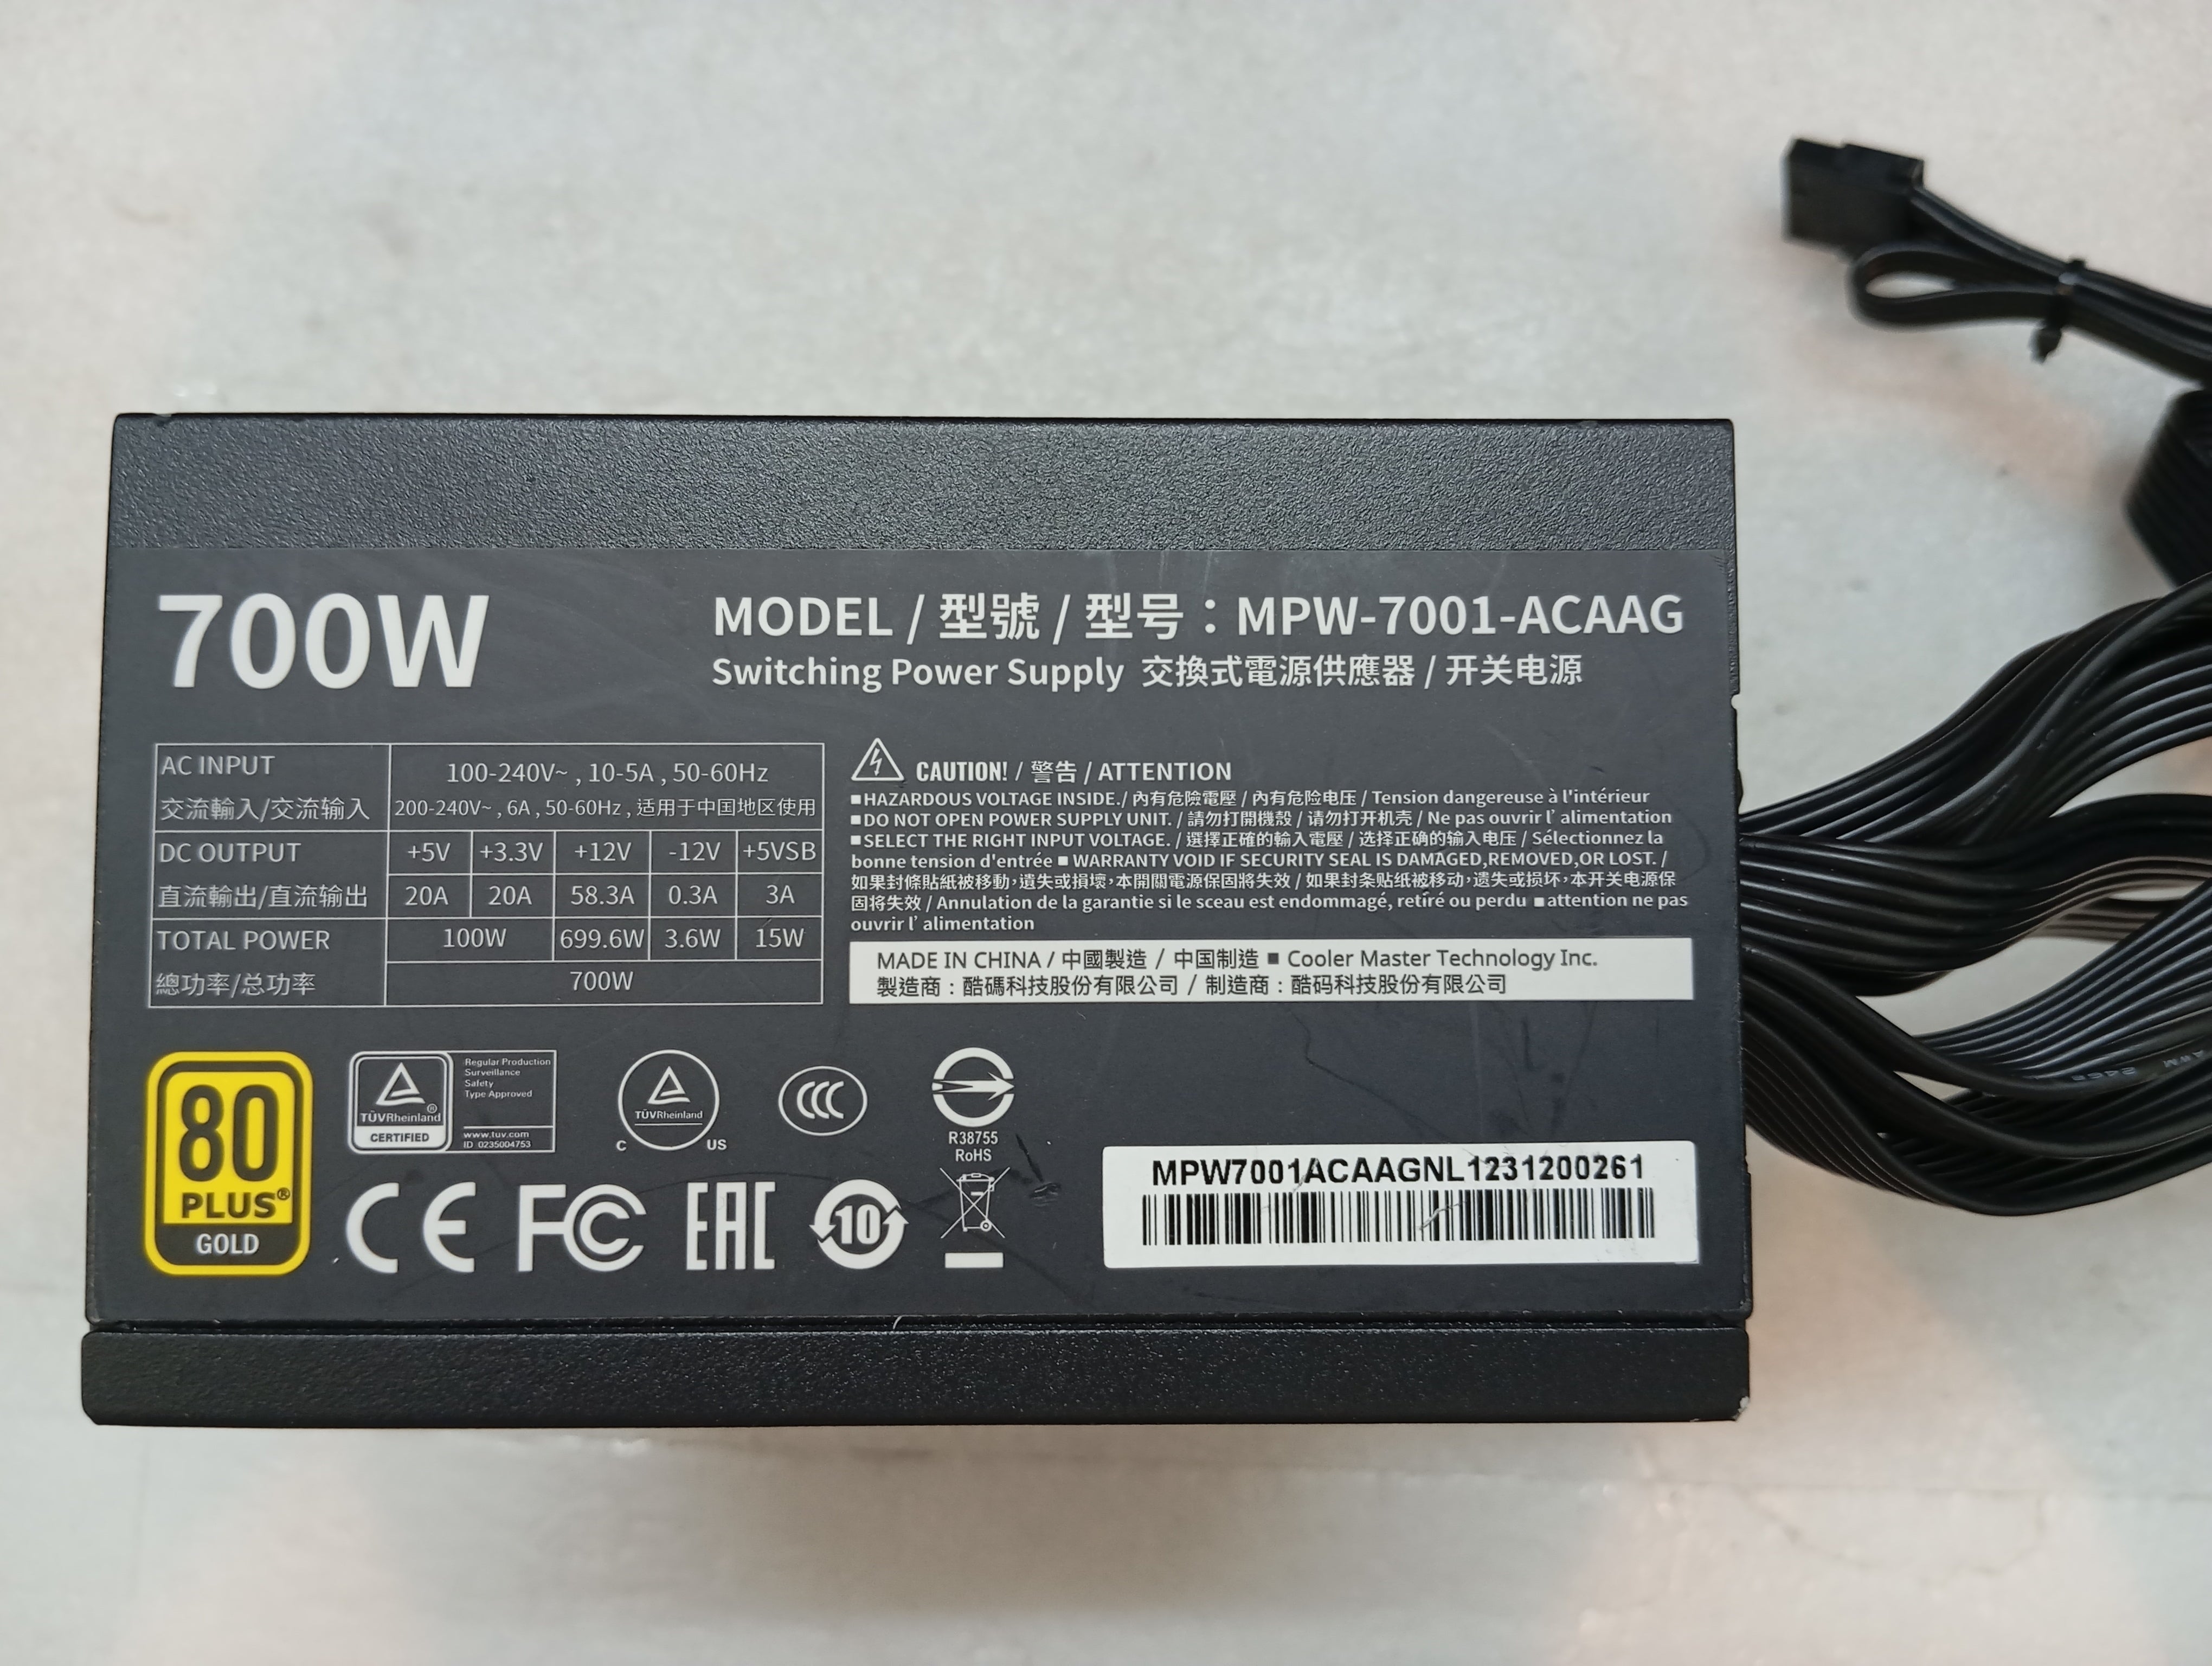 700W
MODEL / 型號 / 型号：MPW-7001-ACAAG
Switching Power Supply 交換式電源供應器 / 开关电源
AC INPUT
交流輸入/交流输入
100-240V~ , 10-5A , 50-60Hz
200-240V~ , 6A , 50-60Hz , 适用于中国地区使用
DC OUTPUT +5V +3.3V +12V -12V +5VSB
直流輸出/直流输出 20A 20A 58.3A 0.3A 3A
TOTAL POWER 100W 699.6W 3.6W 15W
總功率/总功率 700W
CAUTION! / 警告 / ATTENTION
■HAZARDOUS VOLTAGE INSIDE./ 內有危險電壓 / 内有危险电压 / Tension dangereuse à l'intérieur
■DO NOT OPEN POWER SUPPLY UNIT. / 請勿打開機殼 / 请勿打开机壳 / Ne pas ouvrir l' alimentation
■SELECT THE RIGHT INPUT VOLTAGE. / 選擇正確的輸入電壓 / 选择正确的输入电压 / Sélectionnez la
bonne tension d'entrée ■ WARRANTY VOID IF SECURITY SEAL IS DAMAGED,REMOVED,OR LOST. /
如果封條貼紙被移動,遺失或損壞,本開關電源保固將失效 / 如果封条贴纸被移动,遗失或损坏,本开关电源保
固将失效 / Annulation de la garantie si le sceau est endommagé, retiré ou perdu ■attention ne pas
ouvrir l' alimentation
MADE IN CHINA / 中國製造 / 中国制造 ■ Cooler Master Technology Inc.
製造商：酷碼科技股份有限公司 / 制造商：酷码科技股份有限公司
80
PLUS®
GOLD
TÜVRheinland®
CERTIFIED
Regular Production
Surveillance
Safety
Type Approved
www.tuv.com
ID 0235004753
TÜVRheinland
C US
CCC
R38755
RoHS
CE FC EAC 10
MPW7001ACAAGNL1231200261
AWM 2468